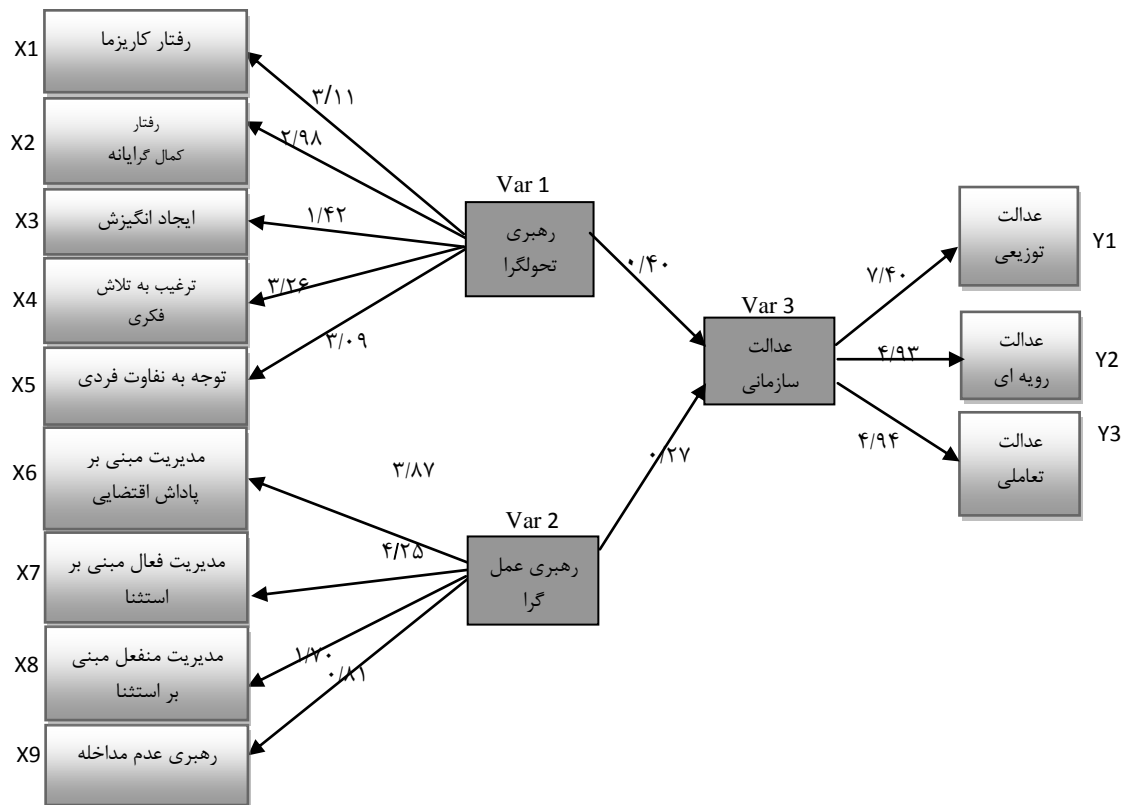 X1
رفتار کاریزما
۳/۱۱
X2
رفتار
کمال گرایانه
۲/۹۸
Var 1
X3
ایجاد انگیزش
۱/۴۲
رهبری
تحولگرا
عدالت
توزیعی
Y1
X4
ترغیب به تلاش
فکری
۳/۲۶
۰/۴۰
۷/۴۰
Var 3
X5
توجه به نفاوت فردی
۳/۰۹
عدالت
سازمانی
۴/۹۳
عدالت
رویه ای
Y2
X6
مدیریت مبنی بر
پاداش اقتضایی
۳/۸۷
۰/۲۷
۴/۹۴
عدالت
تعاملی
Y3
Var 2
X7
مدیریت فعال مبنی بر
استثنا
۴/۲۵
رهبری عمل
گرا
X8
مدیریت منفعل مبنی
بر استثنا
۱/۷۰
۰/۸۱
X9
رهبری عدم مداخله